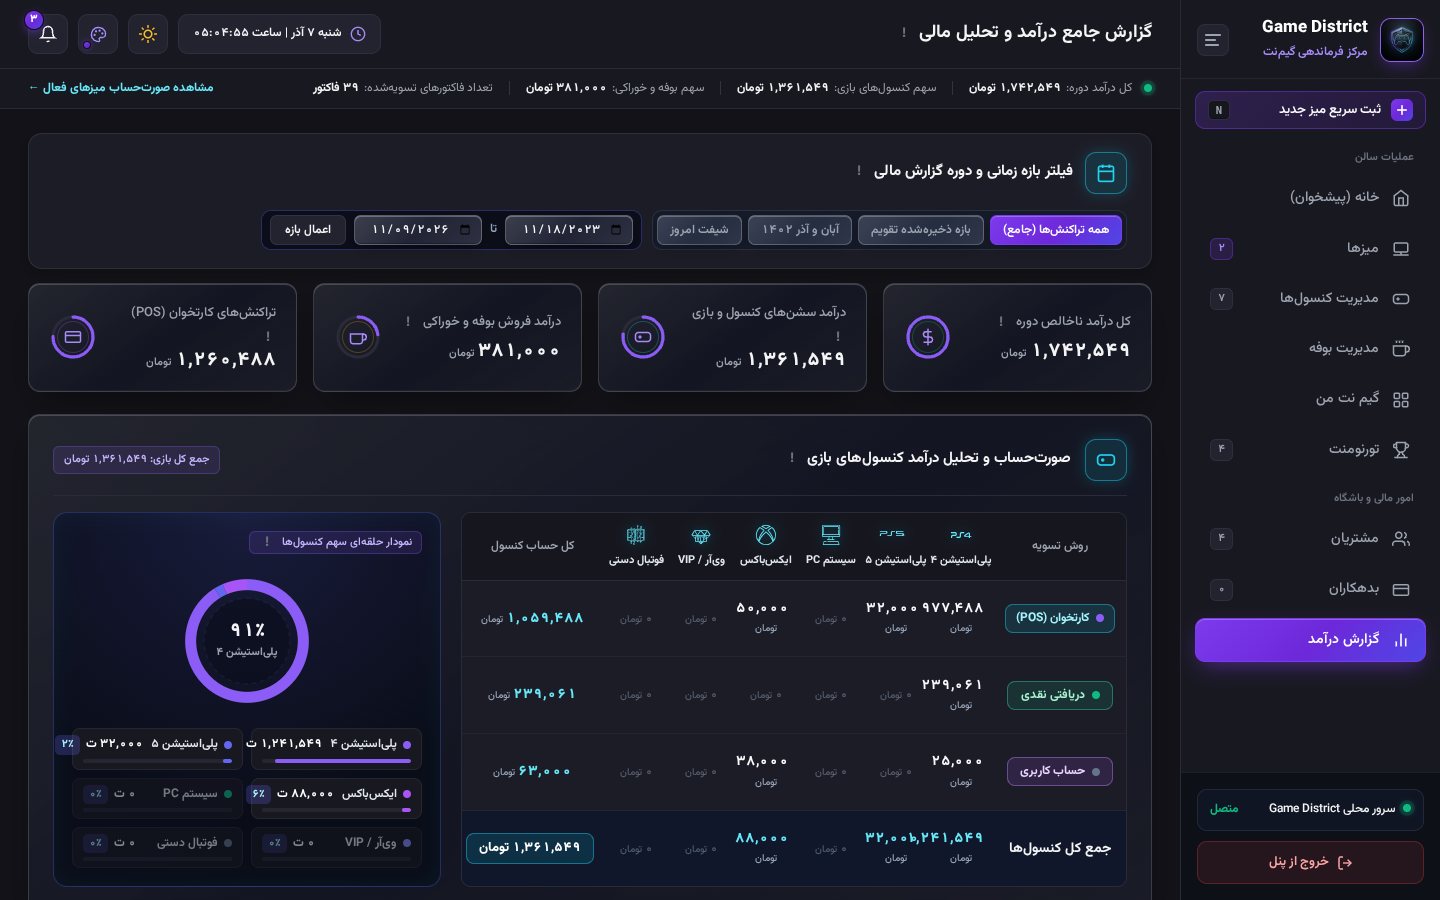 Game District
مرکز فرماندهی گیم‌نت
ثبت سریع میز جدید
N
عملیات سالن
خانه (پیشخوان)
میزها
۲
مدیریت کنسول‌ها
۷
مدیریت بوفه
گیم نت من
تورنومنت
۴
امور مالی و باشگاه
مشتریان
۴
بدهکاران
۰
گزارش درآمد
سرور محلی Game District
متصل
خروج از پنل
گزارش جامع درآمد و تحلیل مالی !
شنبه ۷ آذر | ساعت ۰۵:۰۴:۵۵
۳
کل درآمد دوره: ۱,۷۴۲,۵۴۹ تومان
سهم کنسول‌های بازی: ۱,۳۶۱,۵۴۹ تومان
سهم بوفه و خوراکی: ۳۸۱,۰۰۰ تومان
تعداد فاکتورهای تسویه‌شده: ۳۹ فاکتور
مشاهده صورت‌حساب میزهای فعال ←
فیلتر بازه زمانی و دوره گزارش مالی !
همه تراکنش‌ها (جامع)
بازه ذخیره‌شده تقویم
آبان و آذر ۱۴۰۲
شیفت امروز
۱۱/۱۸/۲۰۲۳
تا
۱۱/۰۹/۲۰۲۶
اعمال بازه
کل درآمد ناخالص دوره !
۱,۷۴۲,۵۴۹ تومان
درآمد سشن‌های کنسول و بازی
!
۱,۳۶۱,۵۴۹ تومان
درآمد فروش بوفه و خوراکی !
۳۸۱,۰۰۰ تومان
تراکنش‌های کارتخوان (POS)
!
۱,۲۶۰,۴۸۸ تومان
صورت‌حساب و تحلیل درآمد کنسول‌های بازی !
جمع کل بازی: ۱,۳۶۱,۵۴۹ تومان
روش تسویه
PS4
پلی‌استیشن ۴
PS5
پلی‌استیشن ۵
سیستم PC
ایکس‌باکس
وی‌آر / VIP
فوتبال دستی
کل حساب کنسول
کارتخوان (POS)
۹۷۷,۴۸۸ تومان
۳۲,۰۰۰ تومان
۰ تومان
۵۰,۰۰۰ تومان
۰ تومان
۰ تومان
۱,۰۵۹,۴۸۸ تومان
دریافتی نقدی
۲۳۹,۰۶۱ تومان
۰ تومان
۰ تومان
۰ تومان
۰ تومان
۰ تومان
۲۳۹,۰۶۱ تومان
حساب کاربری
۲۵,۰۰۰ تومان
۰ تومان
۰ تومان
۳۸,۰۰۰ تومان
۰ تومان
۰ تومان
۶۳,۰۰۰ تومان
جمع کل کنسول‌ها
۱,۲۴۱,۵۴۹ تومان
۳۲,۰۰۰ تومان
۰ تومان
۸۸,۰۰۰ تومان
۰ تومان
۰ تومان
۱,۳۶۱,۵۴۹ تومان
نمودار حلقه‌ای سهم کنسول‌ها !
۹۱٪
پلی‌استیشن ۴
پلی‌استیشن ۴ ۱,۲۴۱,۵۴۹ ت
پلی‌استیشن ۵ ۳۲,۰۰۰ ت ۲٪
ایکس‌باکس ۸۸,۰۰۰ ت ۶٪
سیستم PC ۰ ت ۰٪
وی‌آر / VIP ۰ ت ۰٪
فوتبال دستی ۰ ت ۰٪